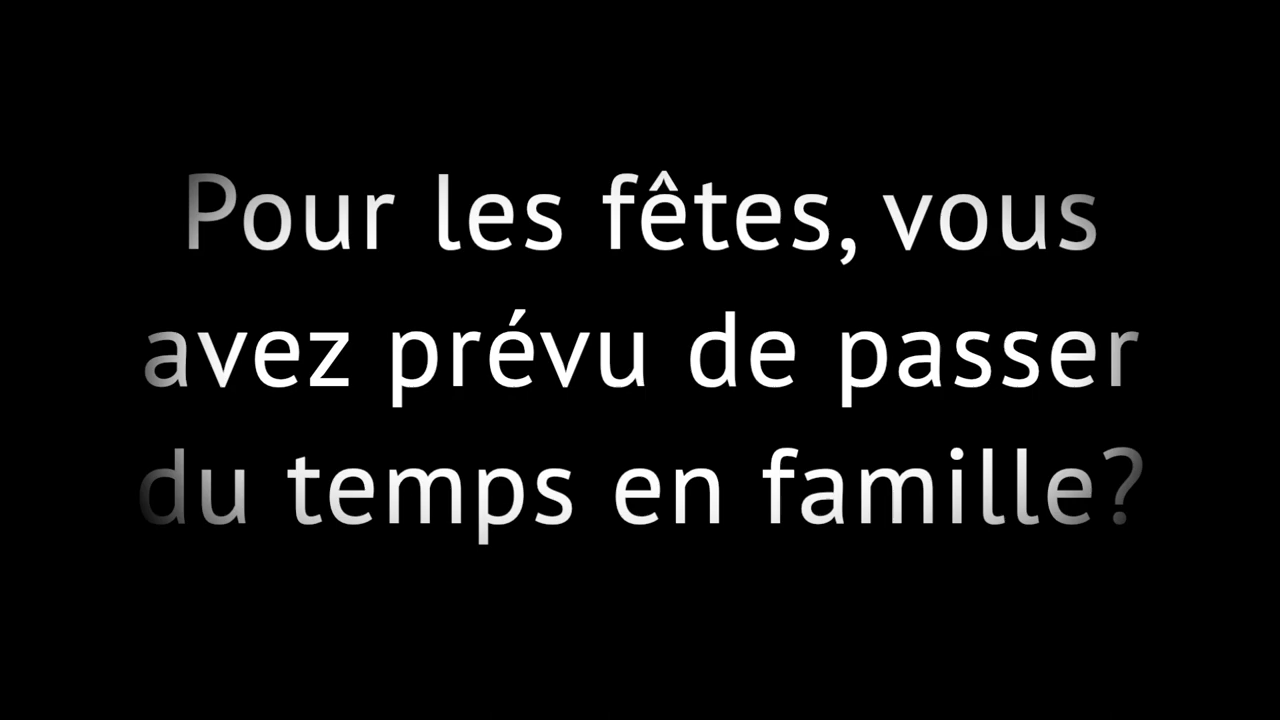 Pour les fêtes, vous
avez prévu de passer
du temps en famille?